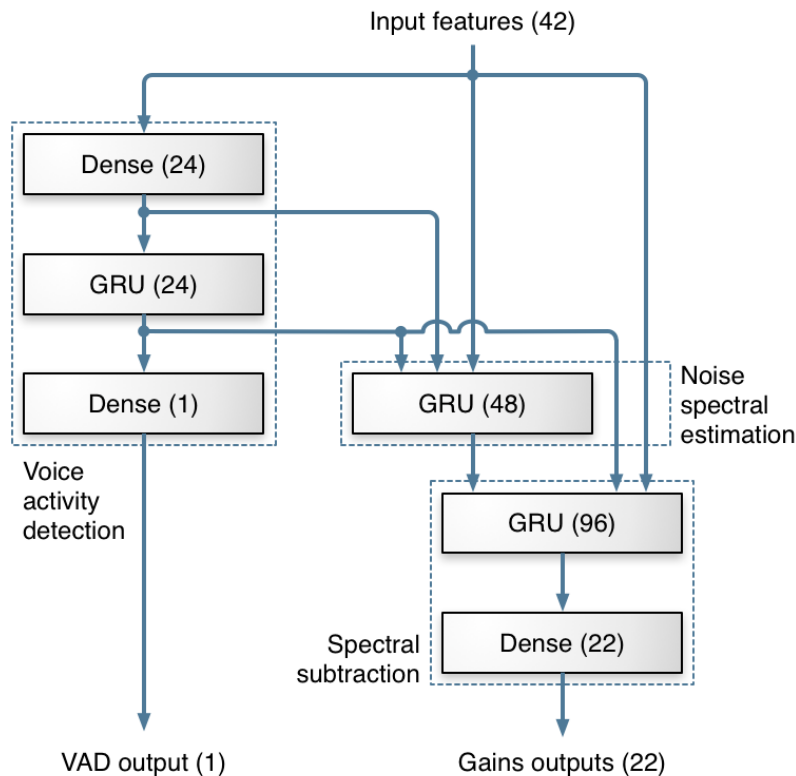 Input features (42)
Dense (24)
GRU (24)
Dense (1)
Voice
activity
detection
GRU (48)
Noise
spectral
estimation
GRU (96)
Dense (22)
Spectral
subtraction
VAD output (1)
Gains outputs (22)